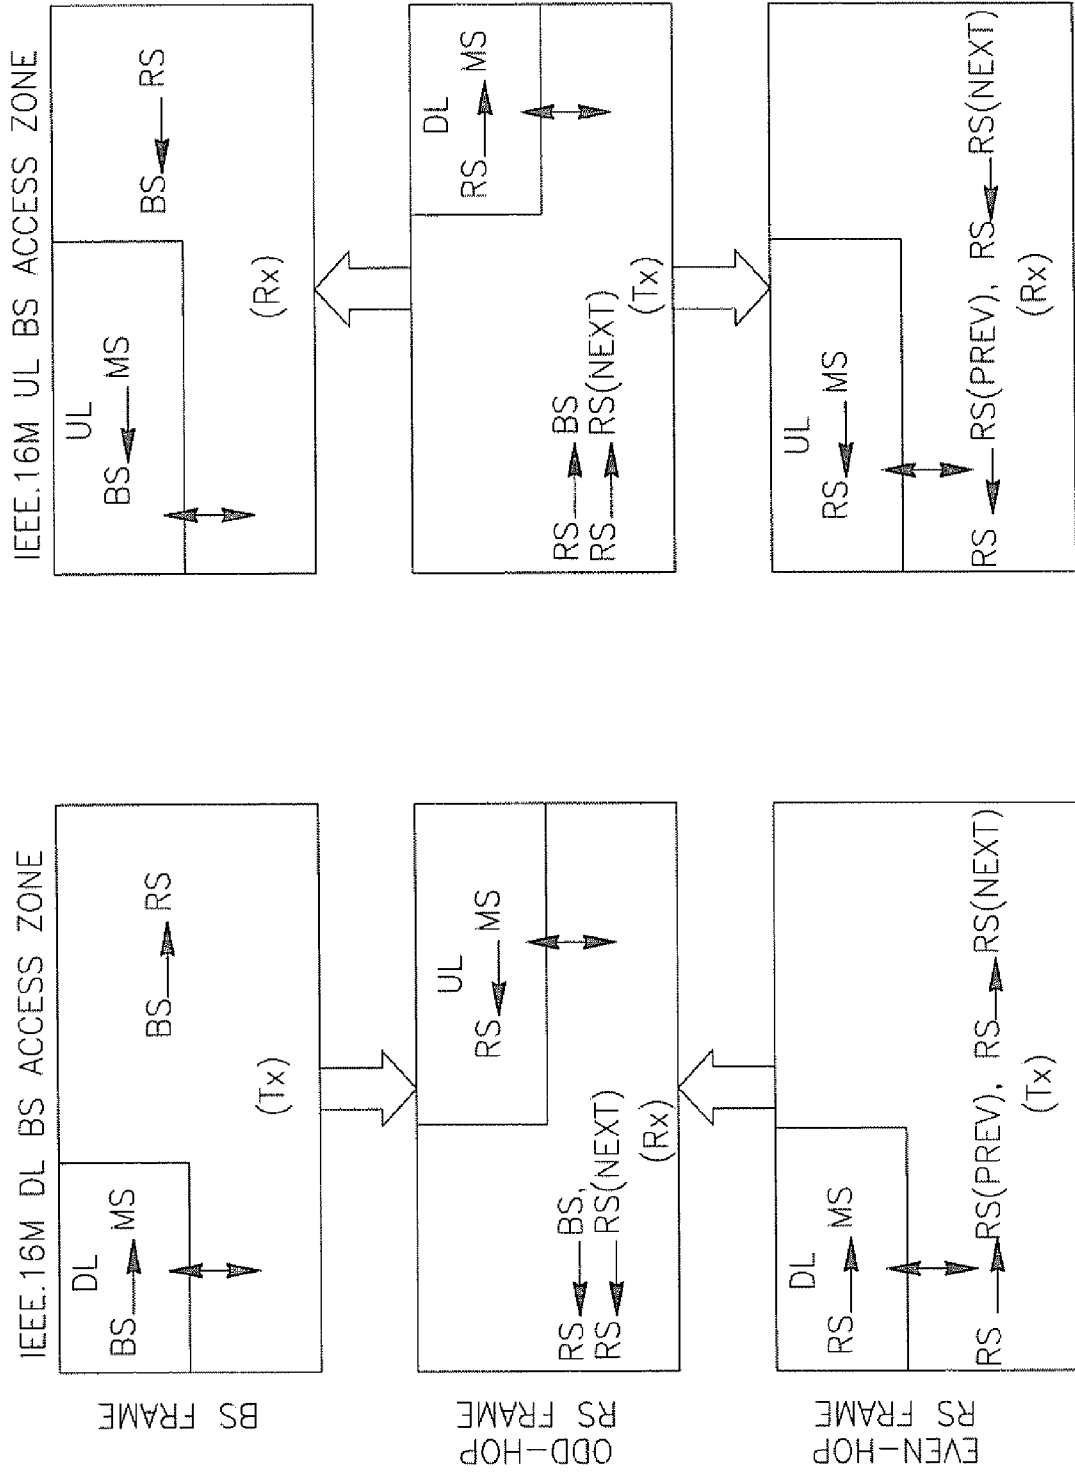 IEEE.16M DL BS ACCESS ZONE
IEEE.16M UL BS ACCESS ZONE
BS FRAME
DL
BS MS
BS RS
(Tx)
UL
BS MS
BS RS
(Rx)
ODD-HOP
RS FRAME
RS BS,
RS RS(NEXT)
(Rx)
UL
RS MS
RS BS
RS RS(NEXT)
(Tx)
DL
RS MS
EVEN-HOP
RS FRAME
DL
RS MS
RS RS(PREV), RS RS(NEXT)
(Tx)
UL
RS MS
RS RS(PREV), RS RS(NEXT)
(Rx)